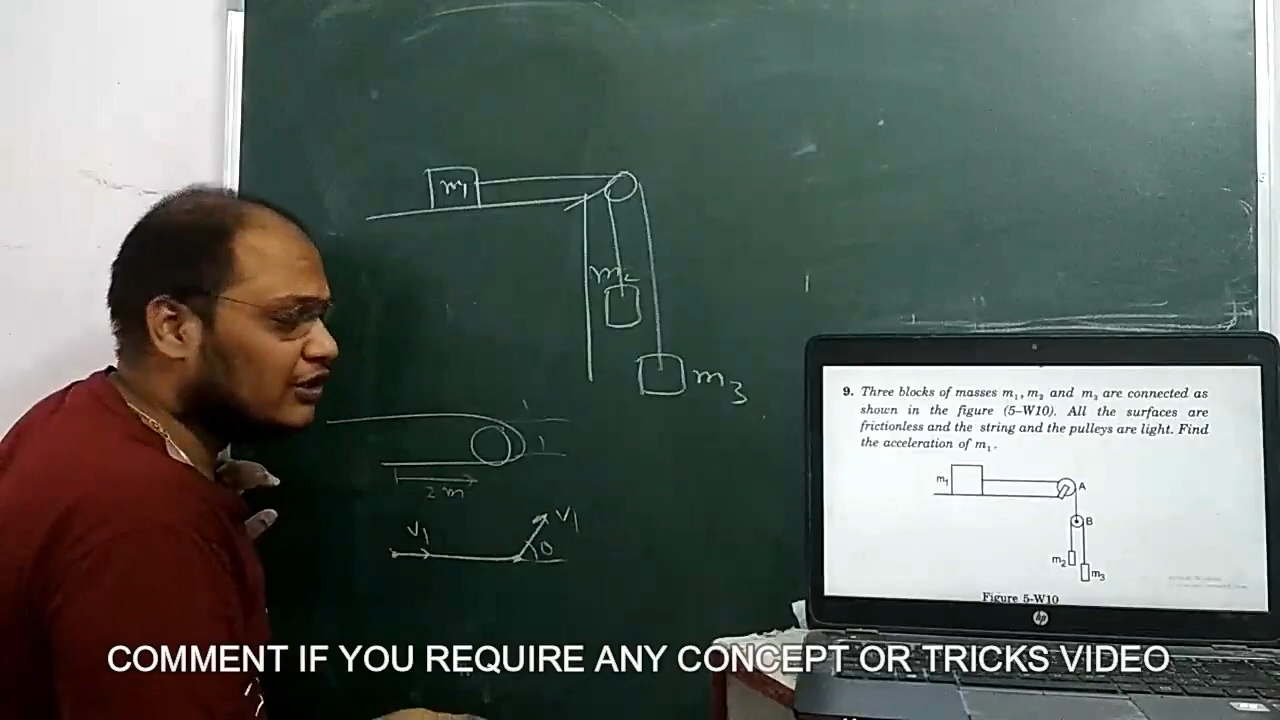 m1
m2
m3
2 m
V1
V1
θ
9. Three blocks of masses m₁, m₂ and m₃ are connected as
shown in the figure (5–W10). All the surfaces are
frictionless and the string and the pulleys are light. Find
the acceleration of m₁.
m₁
A
B
m₂
m₃
Figure 5-W10
hp
COMMENT IF YOU REQUIRE ANY CONCEPT OR TRICKS VIDEO